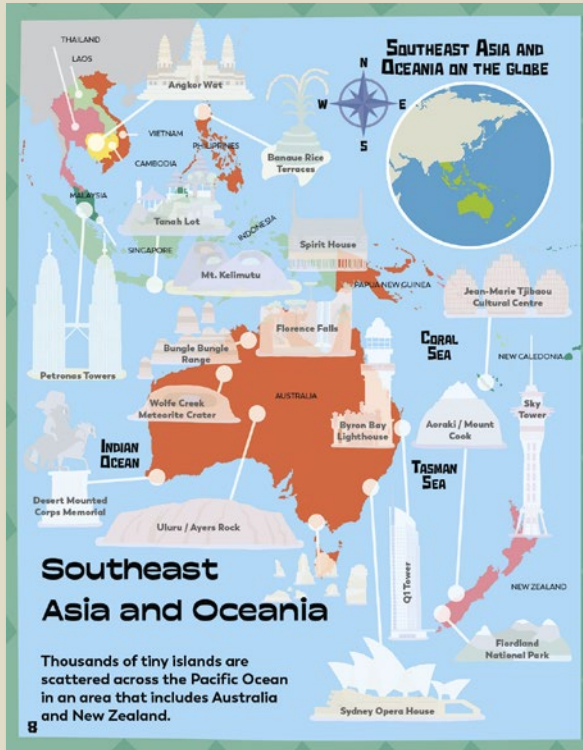 THAILAND
LAOS
Angkor Wat
VIETNAM
CAMBODIA
PHILIPPINES
Banaue Rice
Terraces
N
W
E
S
Southeast Asia and
Oceania on the globe
MALAYSIA
SINGAPORE
Tanah Lot
INDONESIA
Mt. Kelimutu
Spirit House
PAPUA NEW GUINEA
Jean-Marie Tjibaou
Cultural Centre
Petronas Towers
Bungle Bungle
Range
Florence Falls
Coral
Sea
NEW CALEDONIA
Wolfe Creek
Meteorite Crater
AUSTRALIA
Byron Bay
Lighthouse
Aoraki / Mount
Cook
Sky
Tower
Indian
Ocean
Desert Mounted
Corps Memorial
Uluru / Ayers Rock
Tasman
Sea
Q1 Tower
NEW ZEALAND
Fiordland
National Park
Sydney Opera House
Southeast
Asia and Oceania
Thousands of tiny islands are
scattered across the Pacific Ocean
in an area that includes Australia
and New Zealand.
8